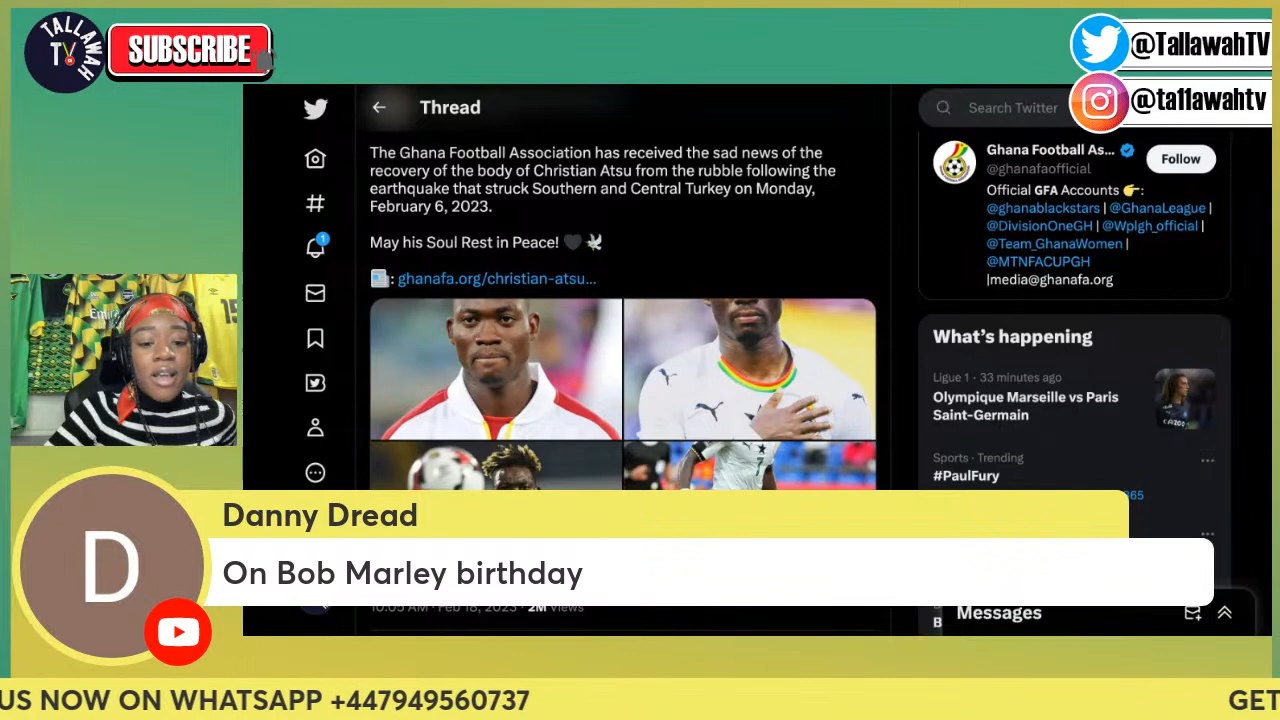 TALLAWAH
TV
SUBSCRIBE
@TallawahTV
@ta11awahtv
Thread
Search Twitter
The Ghana Football Association has received the sad news of the
recovery of the body of Christian Atsu from the rubble following the
earthquake that struck Southern and Central Turkey on Monday,
February 6, 2023.
May his Soul Rest in Peace! 🖤 🕊
📰: ghanafa.org/christian-atsu...
1
Ghana Football As...
@ghanafaofficial
Follow
Official GFA Accounts 👉:
@ghanablackstars | @GhanaLeague |
@DivisionOneGH | @Wplgh_official |
@Team_GhanaWomen |
@MTNFACUPGH
|media@ghanafa.org
What's happening
Ligue 1 · 33 minutes ago
Olympique Marseille vs Paris
Saint-Germain
Sports · Trending
#PaulFury
365
7
15
D
Danny Dread
On Bob Marley birthday
10:05 AM · Feb 18, 2023 · 2M Views
Messages
B
US NOW ON WHATSAPP +447949560737
GET